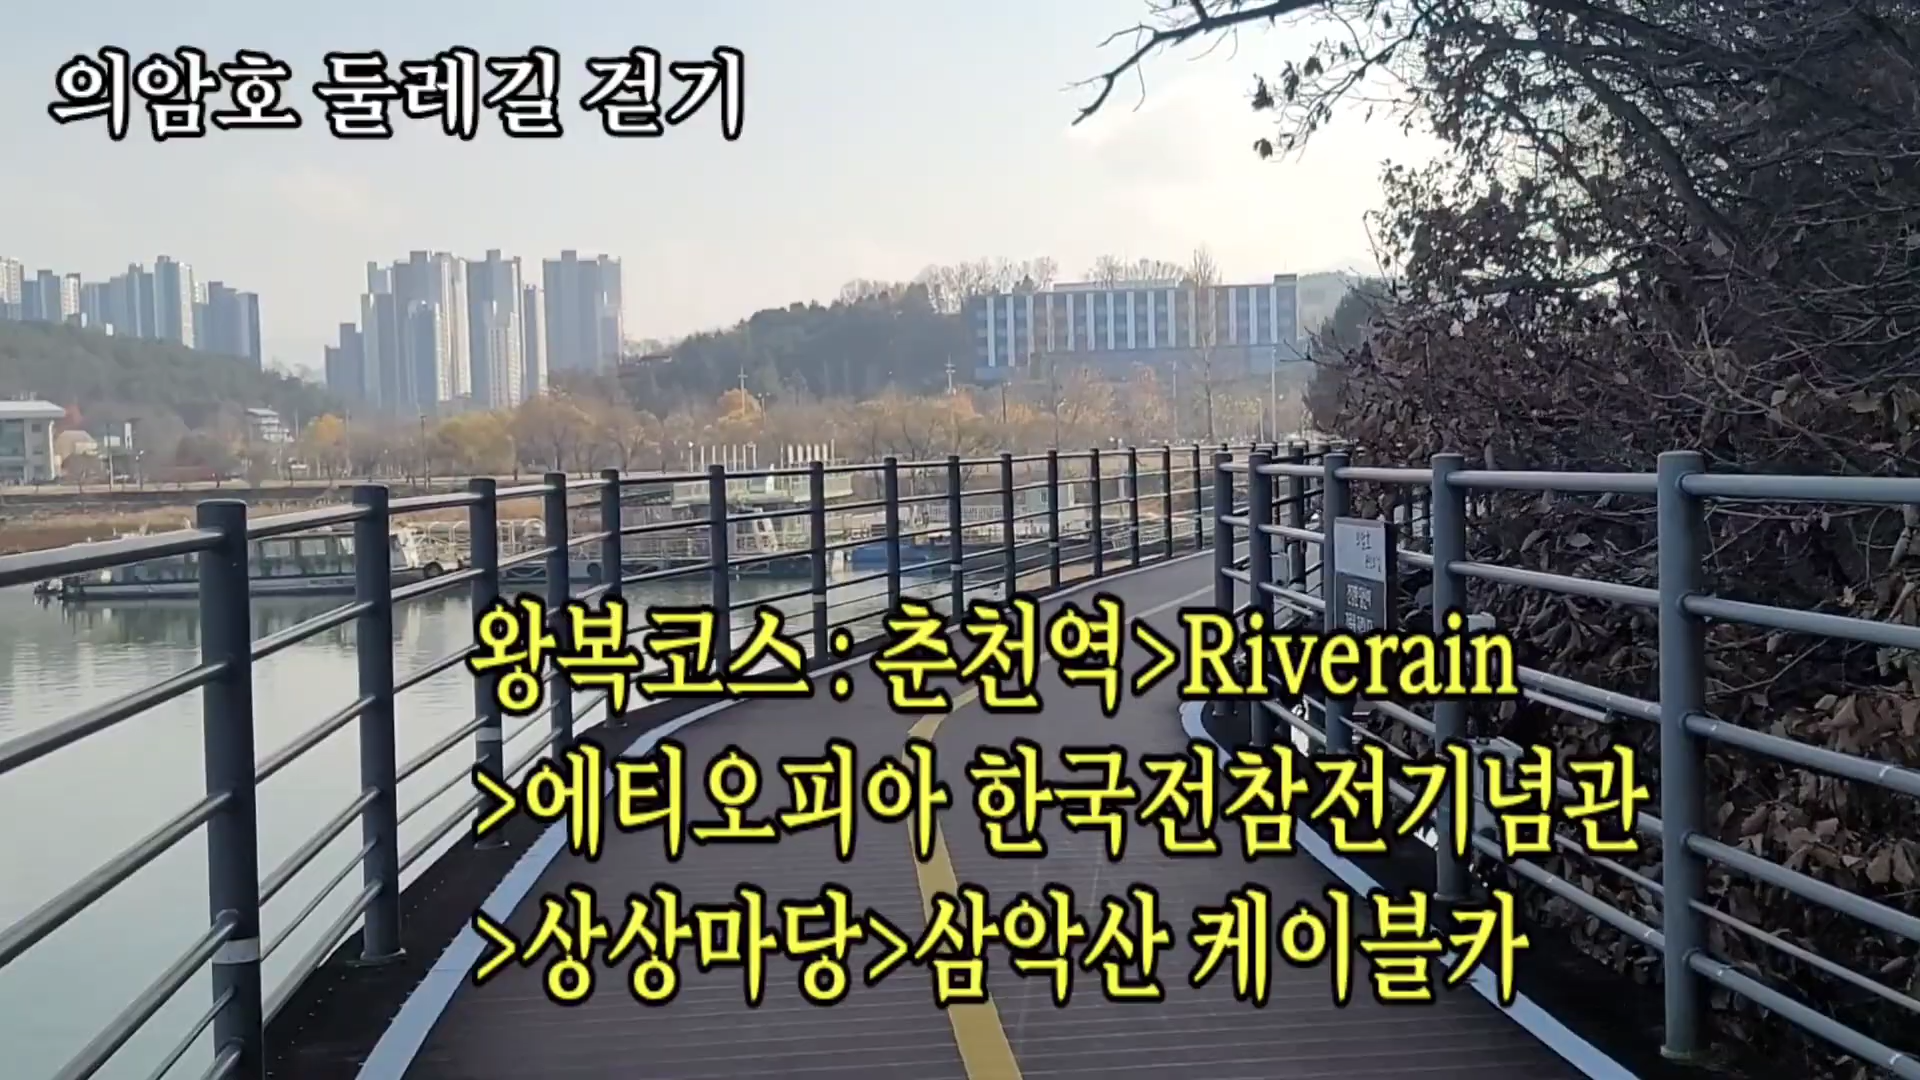 의암호 둘레길 걷기
왕복코스 : 춘천역>Riverain
>에티오피아 한국전참전기념관
>상상마당>삼악산 케이블카